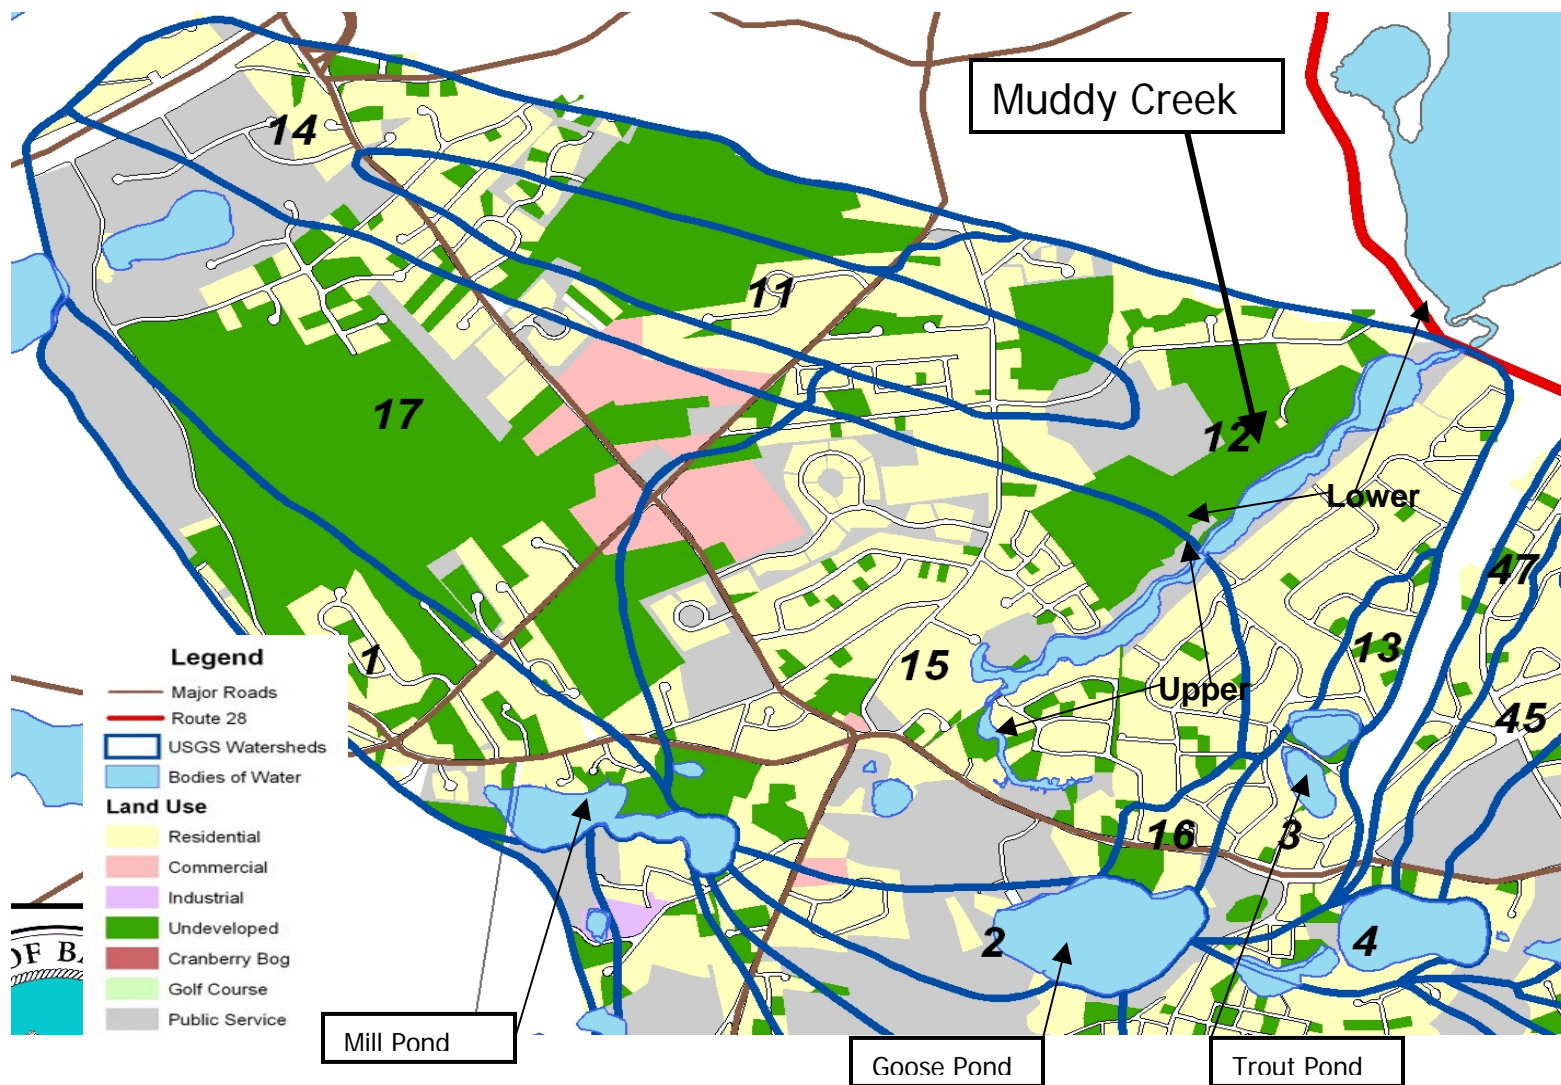 Muddy Creek
14
11
17
12
Lower
47
1
15
13
Upper
45
16
3
2
4
Legend
Major Roads
Route 28
USGS Watersheds
Bodies of Water
Land Use
Residential
Commercial
Industrial
Undeveloped
Cranberry Bog
Golf Course
Public Service
OF BA
Mill Pond
Goose Pond
Trout Pond